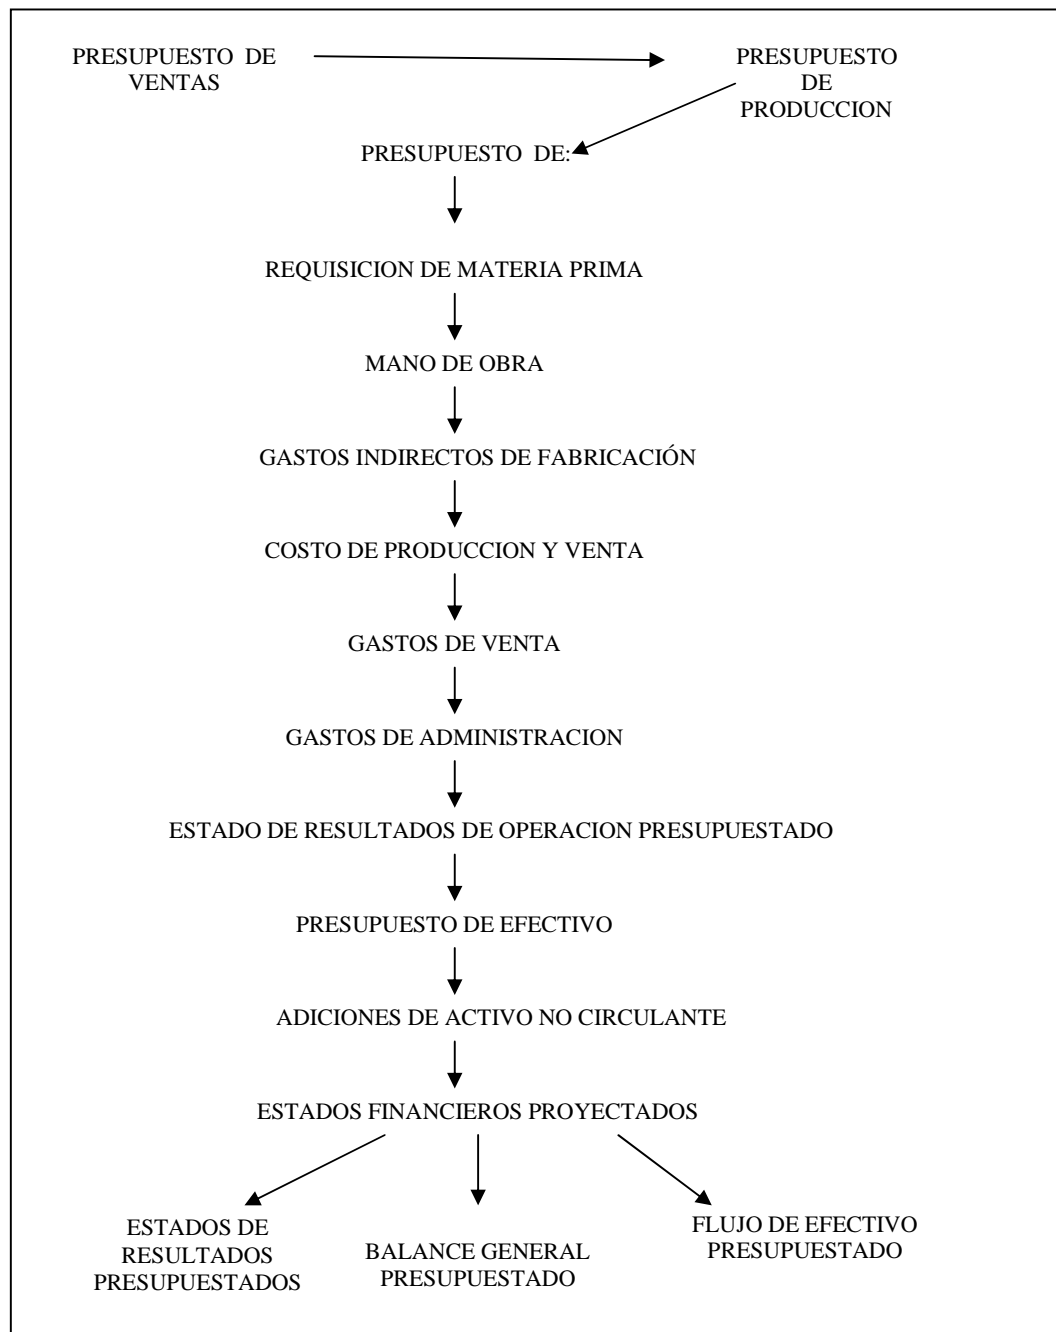 PRESUPUESTO DE
VENTAS
PRESUPUESTO
DE
PRODUCCION
PRESUPUESTO DE:
REQUISICION DE MATERIA PRIMA
MANO DE OBRA
GASTOS INDIRECTOS DE FABRICACIÓN
COSTO DE PRODUCCION Y VENTA
GASTOS DE VENTA
GASTOS DE ADMINISTRACION
ESTADO DE RESULTADOS DE OPERACION PRESUPUESTADO
PRESUPUESTO DE EFECTIVO
ADICIONES DE ACTIVO NO CIRCULANTE
ESTADOS FINANCIEROS PROYECTADOS
ESTADOS DE
RESULTADOS
PRESUPUESTADOS
BALANCE GENERAL
PRESUPUESTADO
FLUJO DE EFECTIVO
PRESUPUESTADO